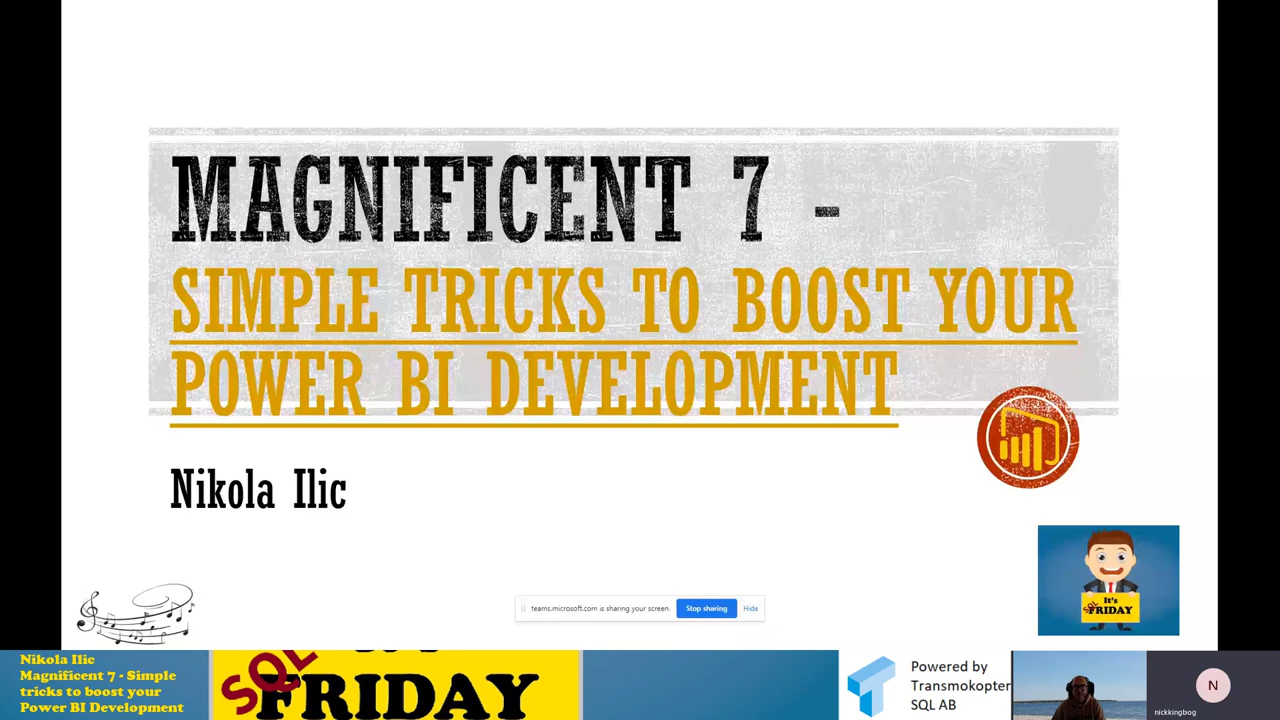 MAGNIFICENT 7 -
SIMPLE TRICKS TO BOOST YOUR
POWER BI DEVELOPMENT
Nikola Ilic
It's
SQL
FRIDAY
teams.microsoft.com is sharing your screen.
Stop sharing
Hide
Nikola Ilic
Magnificent 7 - Simple
tricks to boost your
Power BI Development
SQL
FRIDAY
Powered by
Transmokopter
SQL AB
N
nickkingbog